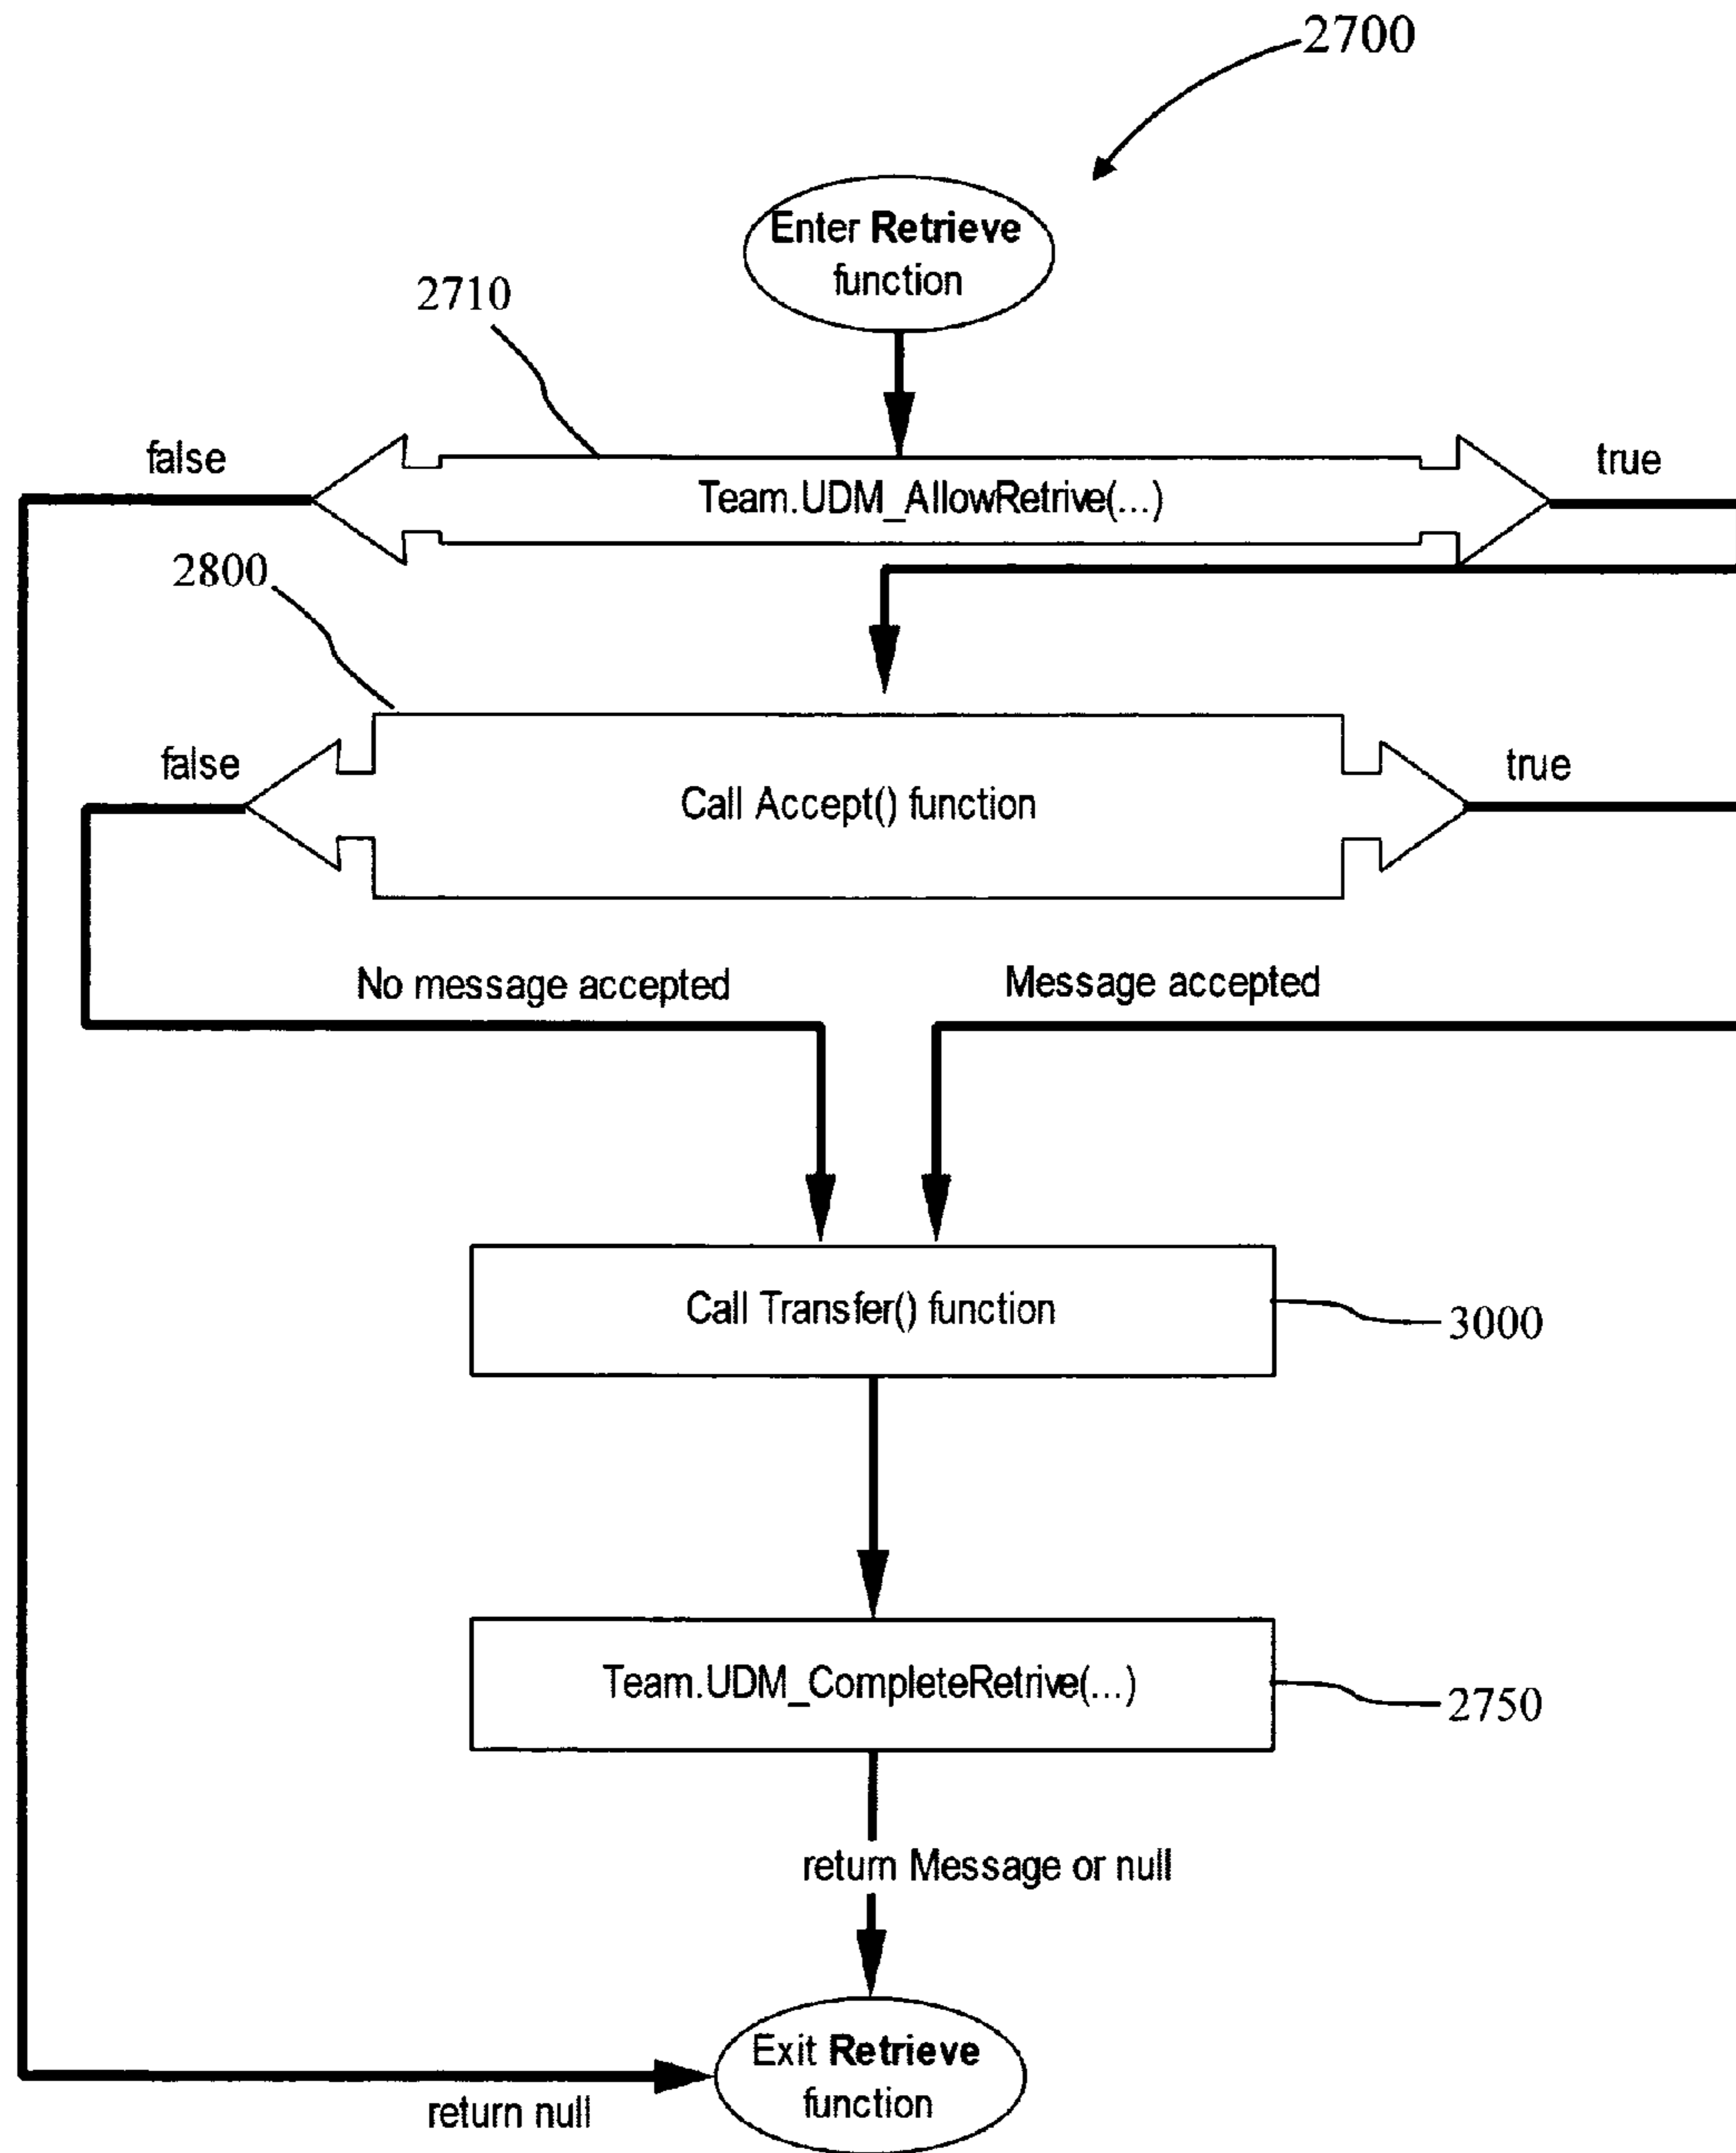 2700
Enter Retrieve
function
2710
false
true
Team.UDM_AllowRetrive(...)
2800
false
true
Call Accept() function
No message accepted
Message accepted
Call Transfer() function
3000
Team.UDM_CompleteRetrive(...)
2750
return Message or null
Exit Retrieve
function
return null